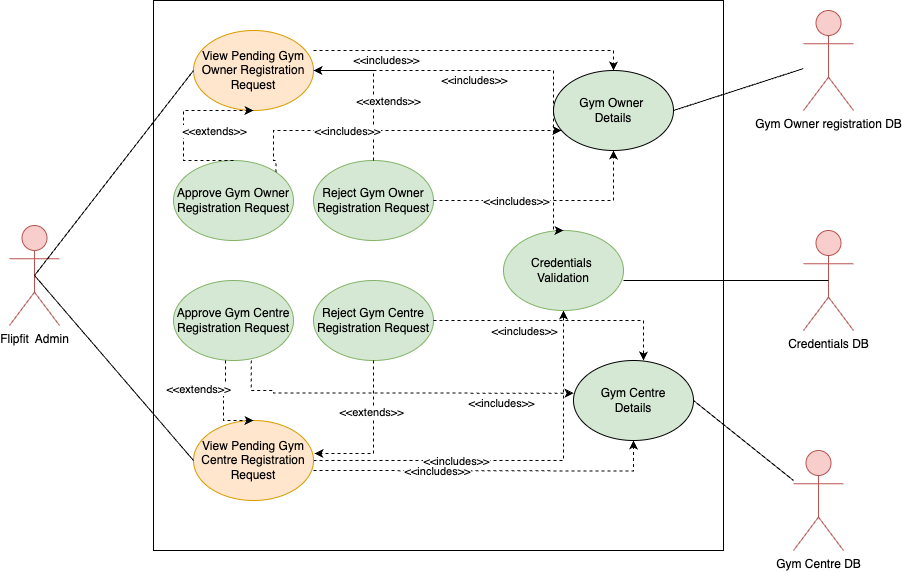 View Pending Gym
Owner Registration
Request
<<includes>>
<<includes>>
<<extends>>
Gym Owner
Details
Gym Owner registration DB
<<extends>>
<<includes>>
Approve Gym Owner
Registration Request
Reject Gym Owner
Registration Request
<<includes>>
Credentials
Validation
Flipfit  Admin
Approve Gym Centre
Registration Request
Reject Gym Centre
Registration Request
<<includes>>
Credentials DB
<<extends>>
<<includes>>
<<extends>>
Gym Centre
Details
View Pending Gym
Centre Registration
Request
<<includes>>
<<includes>>
Gym Centre DB